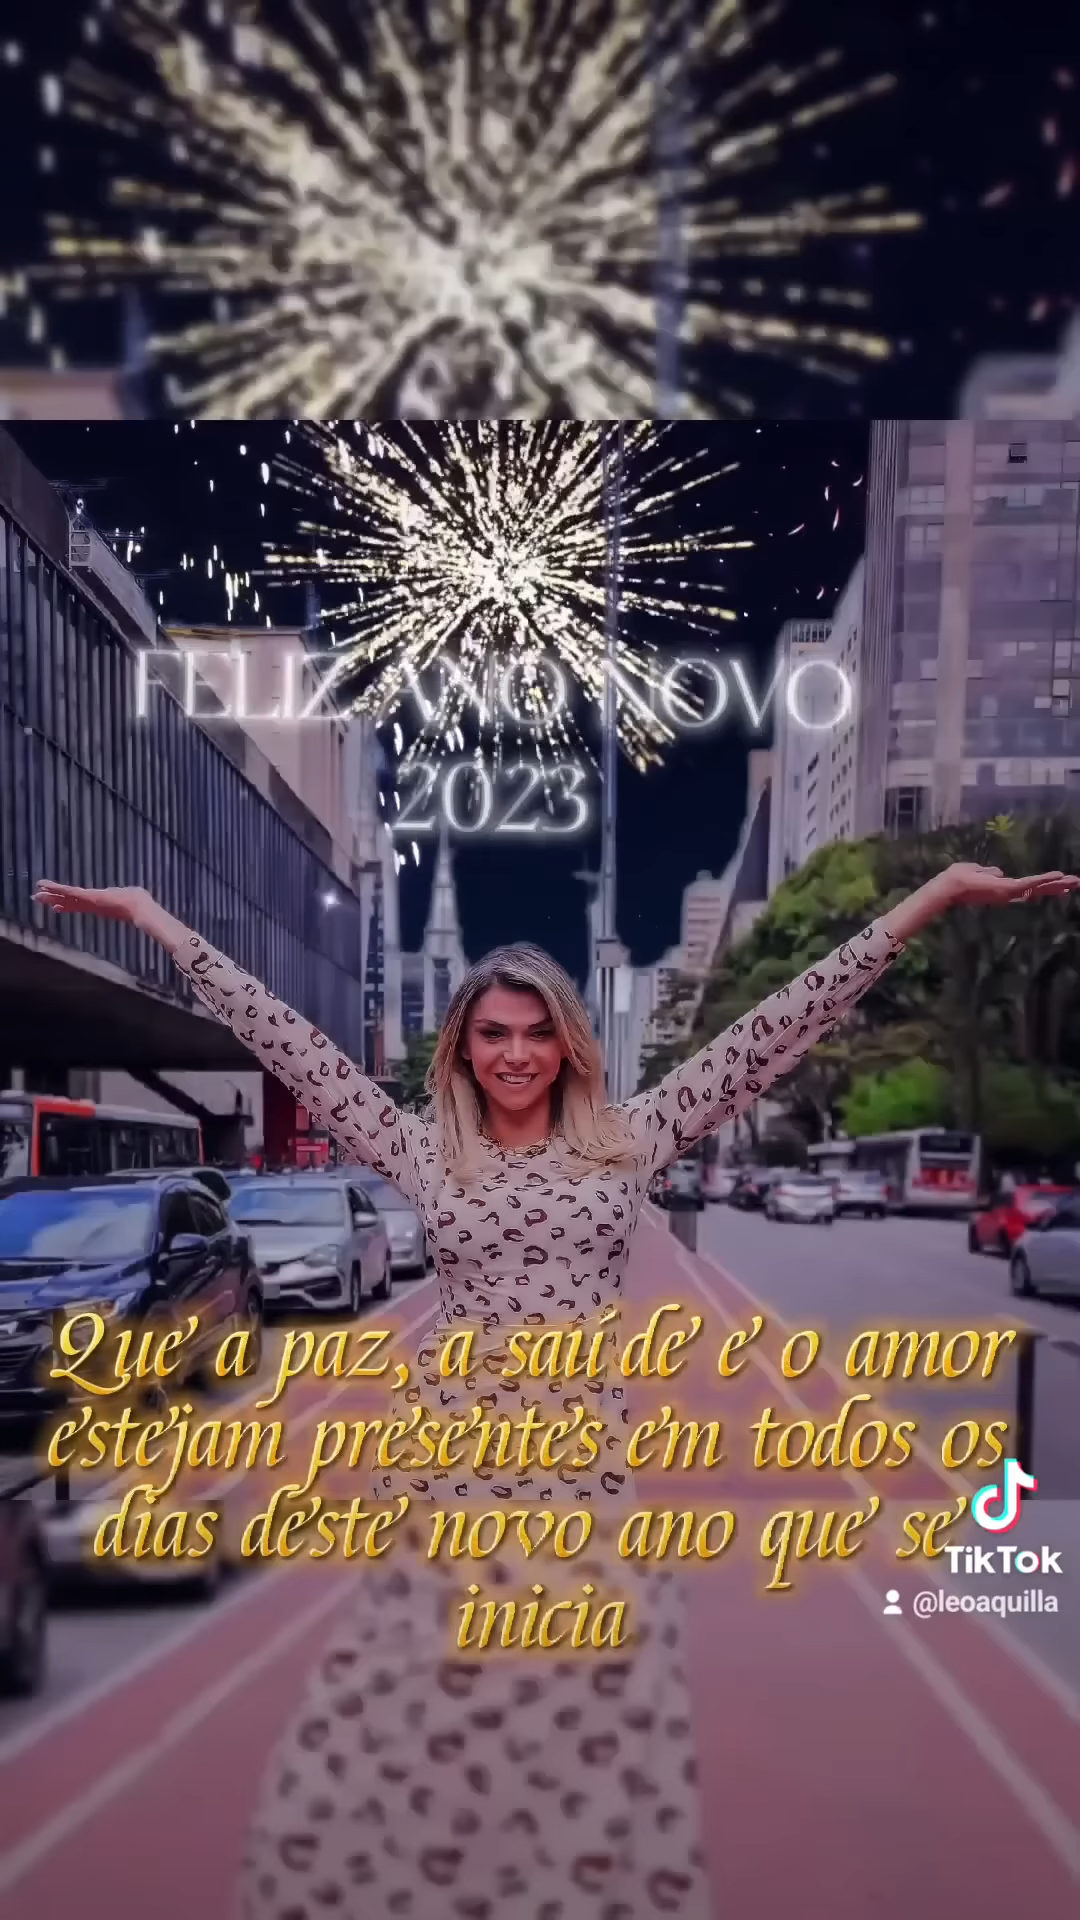 FELIZ ANO NOVO
2023
Que a paz, a saúde e o amor
estejam presentes em todos os
dias deste novo ano que se
inicia
TikTok
@leoaquilla